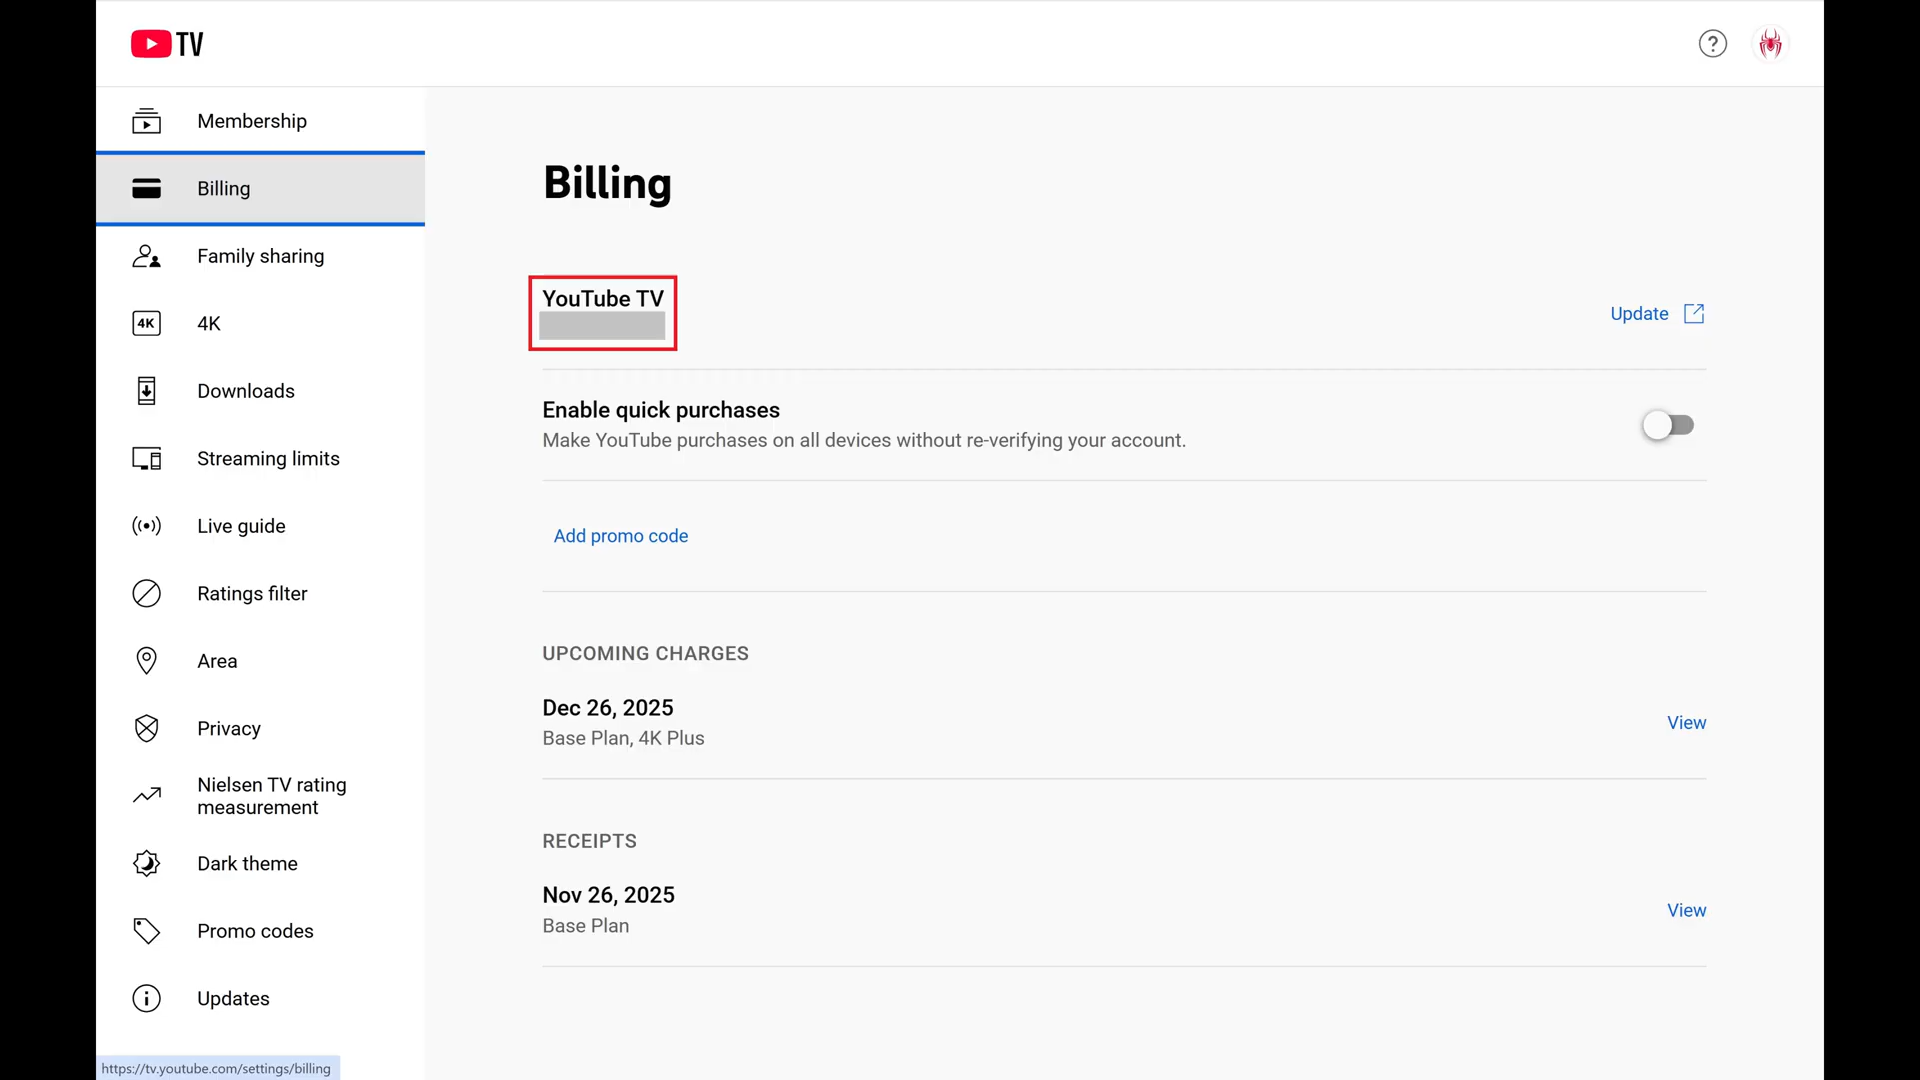 TV
?
Membership
Billing
Family sharing
4K
4K
Downloads
Streaming limits
Live guide
Ratings filter
Area
Privacy
Nielsen TV rating
measurement
Dark theme
Promo codes
Updates
Billing
YouTube TV
Update
Enable quick purchases
Make YouTube purchases on all devices without re-verifying your account.
Add promo code
UPCOMING CHARGES
Dec 26, 2025
Base Plan, 4K Plus
View
RECEIPTS
Nov 26, 2025
Base Plan
View
https://tv.youtube.com/settings/billing